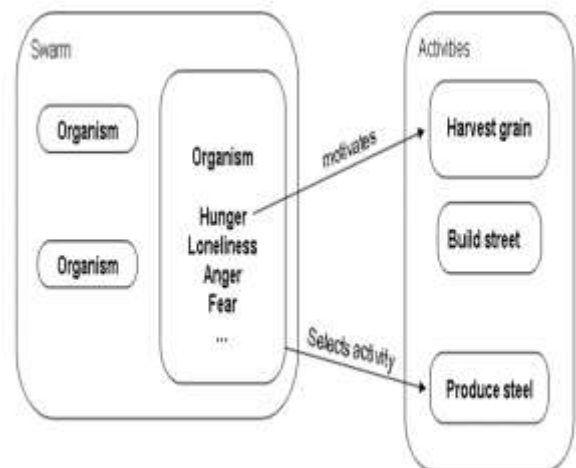 Swarm
Organism
Organism
Organism
Hunger
Loneliness
Anger
Fear
...
motivates
Selects activity
Activities
Harvest grain
Build street
Produce steel